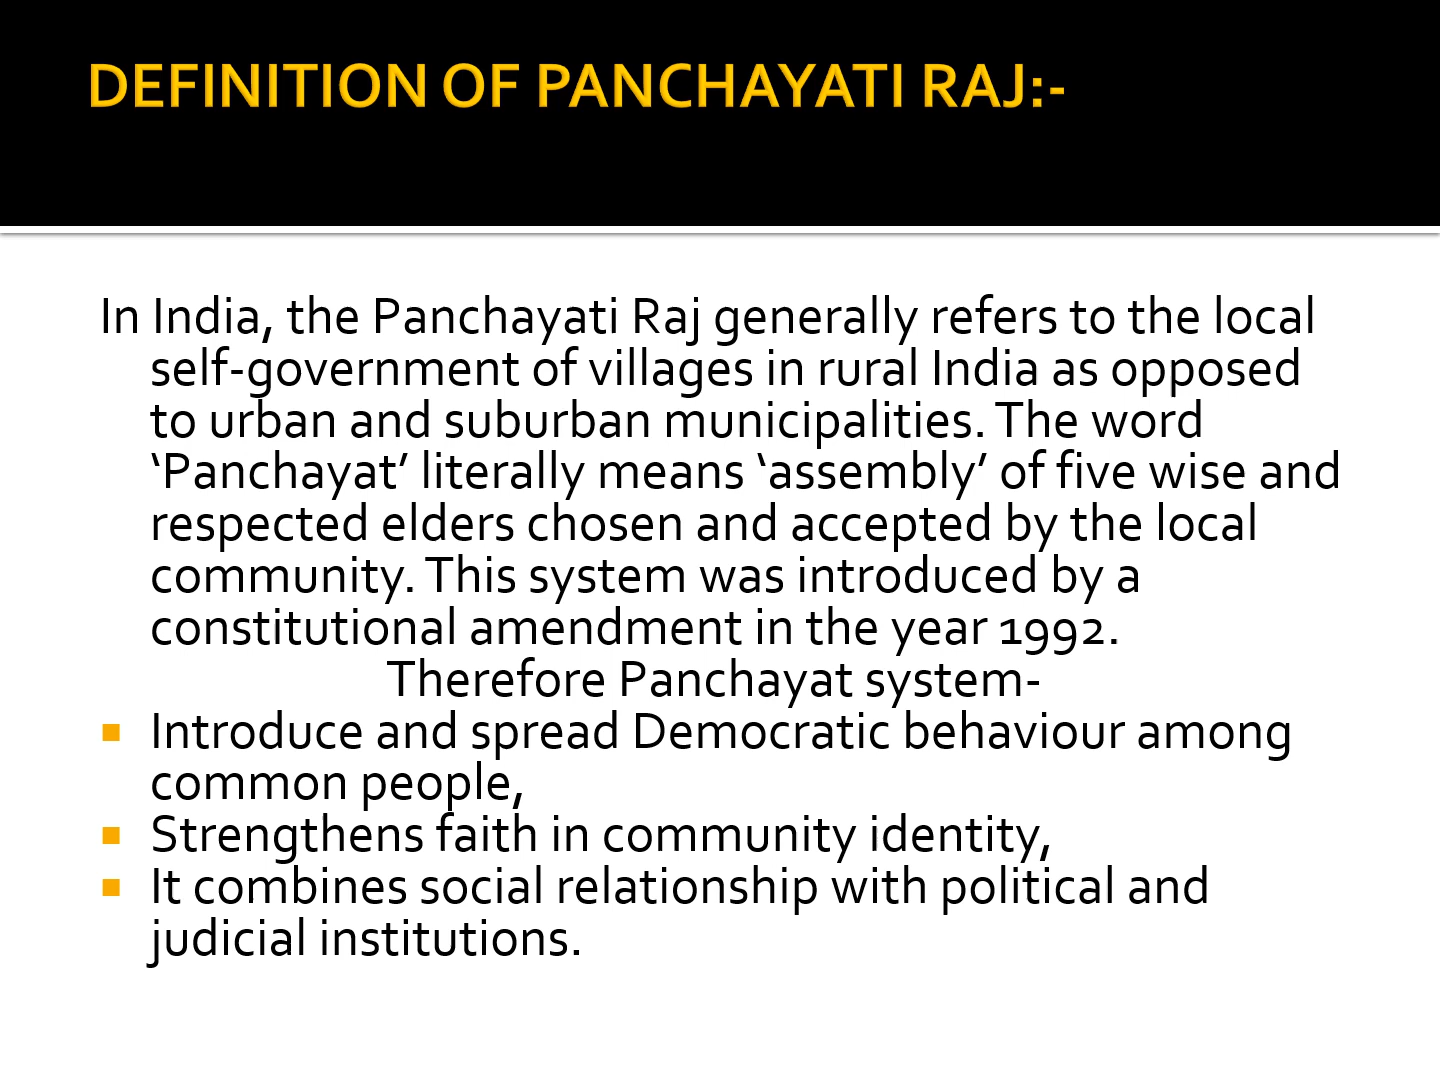 DEFINITION OF PANCHAYATI RAJ:-
In India, the Panchayati Raj generally refers to the local
self-government of villages in rural India as opposed
to urban and suburban municipalities. The word
‘Panchayat’ literally means ‘assembly’ of five wise and
respected elders chosen and accepted by the local
community. This system was introduced by a
constitutional amendment in the year 1992.
Therefore Panchayat system-
▪ Introduce and spread Democratic behaviour among
common people,
▪ Strengthens faith in community identity,
▪ It combines social relationship with political and
judicial institutions.